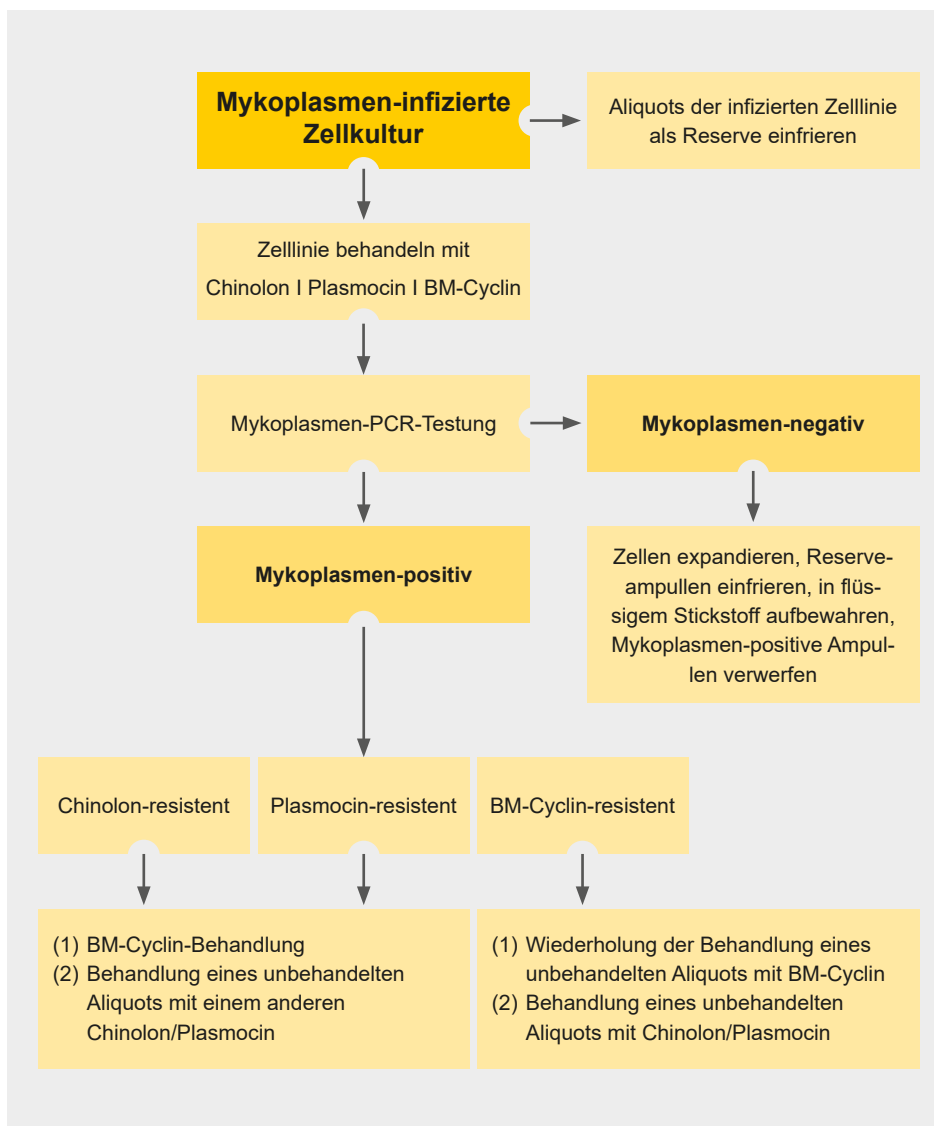 Mykoplasmen-infizierte
Zellkultur
Aliquots der infizierten Zelllinie
als Reserve einfrieren
Zelllinie behandeln mit
Chinolon I Plasmocin I BM-Cyclin
Mykoplasmen-PCR-Testung
Mykoplasmen-negativ
Mykoplasmen-positiv
Zellen expandieren, Reserve-
ampullen einfrieren, in flüs-
sigem Stickstoff aufbewahren,
Mykoplasmen-positive Ampul-
len verwerfen
Chinolon-resistent
Plasmocin-resistent
BM-Cyclin-resistent
(1) BM-Cyclin-Behandlung
(2) Behandlung eines unbehandelten
Aliquots mit einem anderen
Chinolon/Plasmocin
(1) Wiederholung der Behandlung eines
unbehandelten Aliquots mit BM-Cyclin
(2) Behandlung eines unbehandelten
Aliquots mit Chinolon/Plasmocin